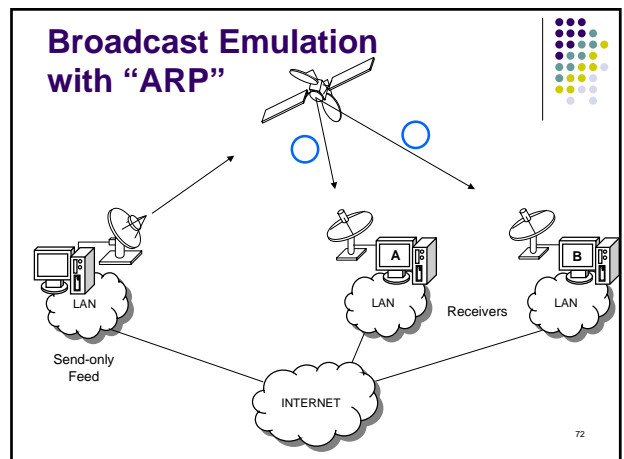 Broadcast Emulation
with “ARP”
A
B
LAN
LAN
Receivers
LAN
Send-only
Feed
INTERNET
72